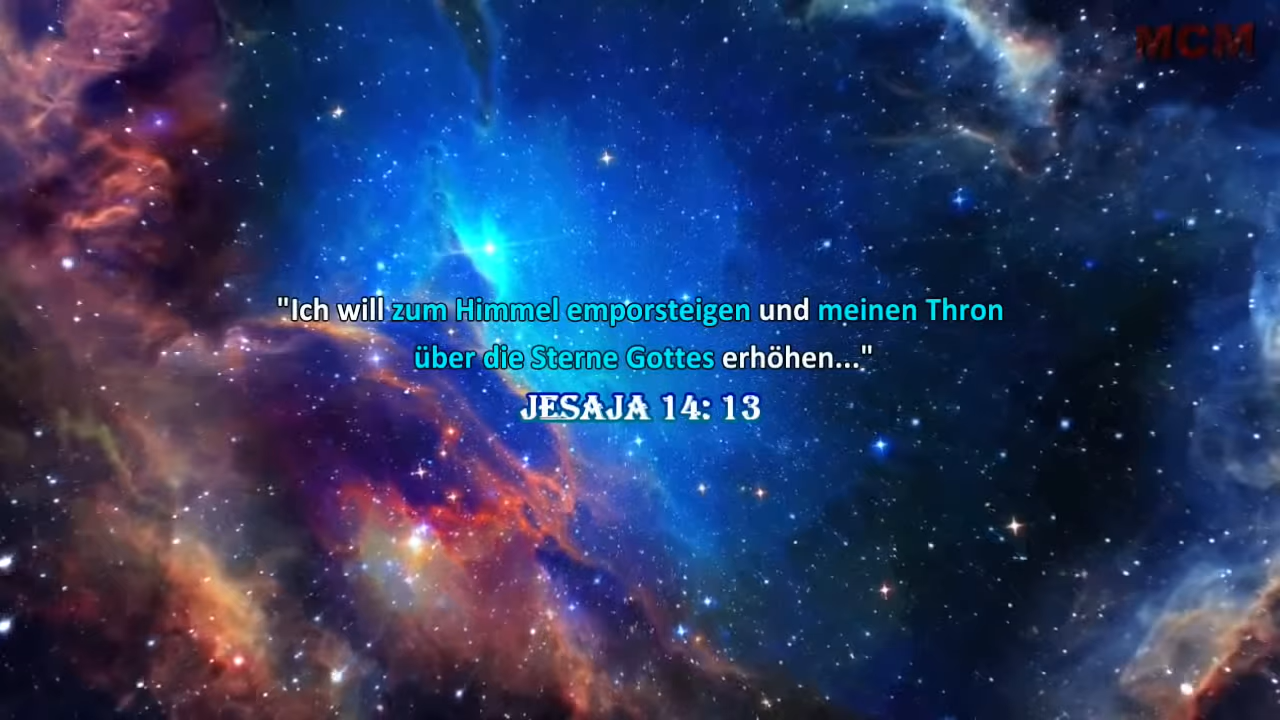 MCM
"Ich will zum Himmel emporsteigen und meinen Thron
über die Sterne Gottes erhöhen..."
JESAJA 14: 13